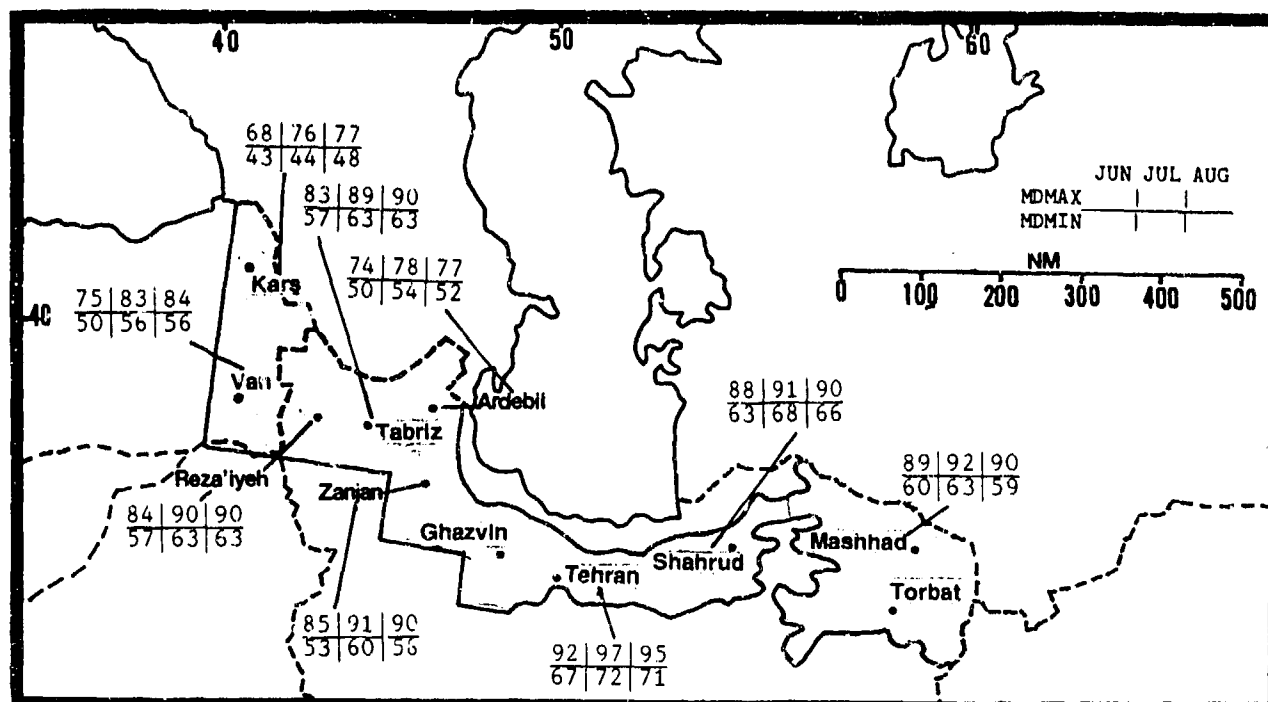 40 50 60
68 | 76 | 77
43 | 44 | 48
83 | 89 | 90
57 | 63 | 63
JUN JUL AUG
MDMAX
MDMIN
74 | 78 | 77
50 | 54 | 52
NM
0 100 200 300 400 500
Kars
75 | 83 | 84
50 | 56 | 56
40
Van
Ardebil
88 | 91 | 90
63 | 68 | 66
Tabriz
89 | 92 | 90
60 | 63 | 59
Reza'iyeh
Zanjan
84 | 90 | 90
57 | 63 | 63
Ghazvin
Mashhad
Shahrud
Tehran
Torbat
85 | 91 | 90
53 | 60 | 56
92 | 97 | 95
67 | 72 | 71